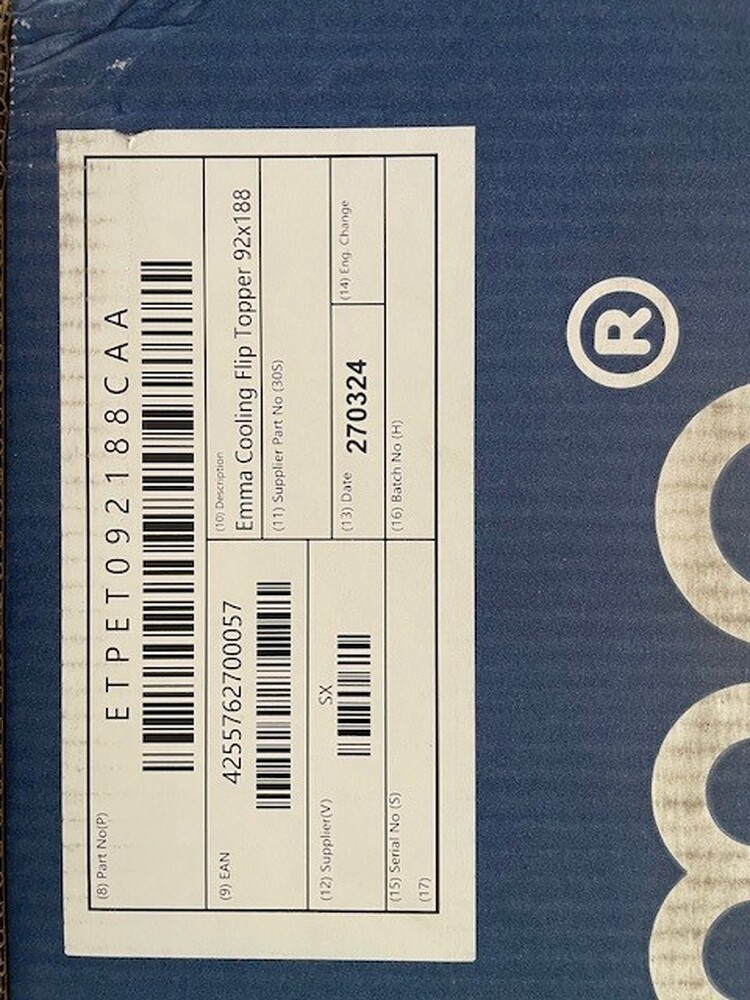 (8) Part No(P)
ETPET092188CAA
(9) EAN
4255762700057
(10) Description
Emma Cooling Flip Topper 92x188
(11) Supplier Part No (30S)
(12) Supplier(V)
SX
(13) Date 270324
(14) Eng. Change
(15) Serial No (S)
(16) Batch No (H)
(17)
®